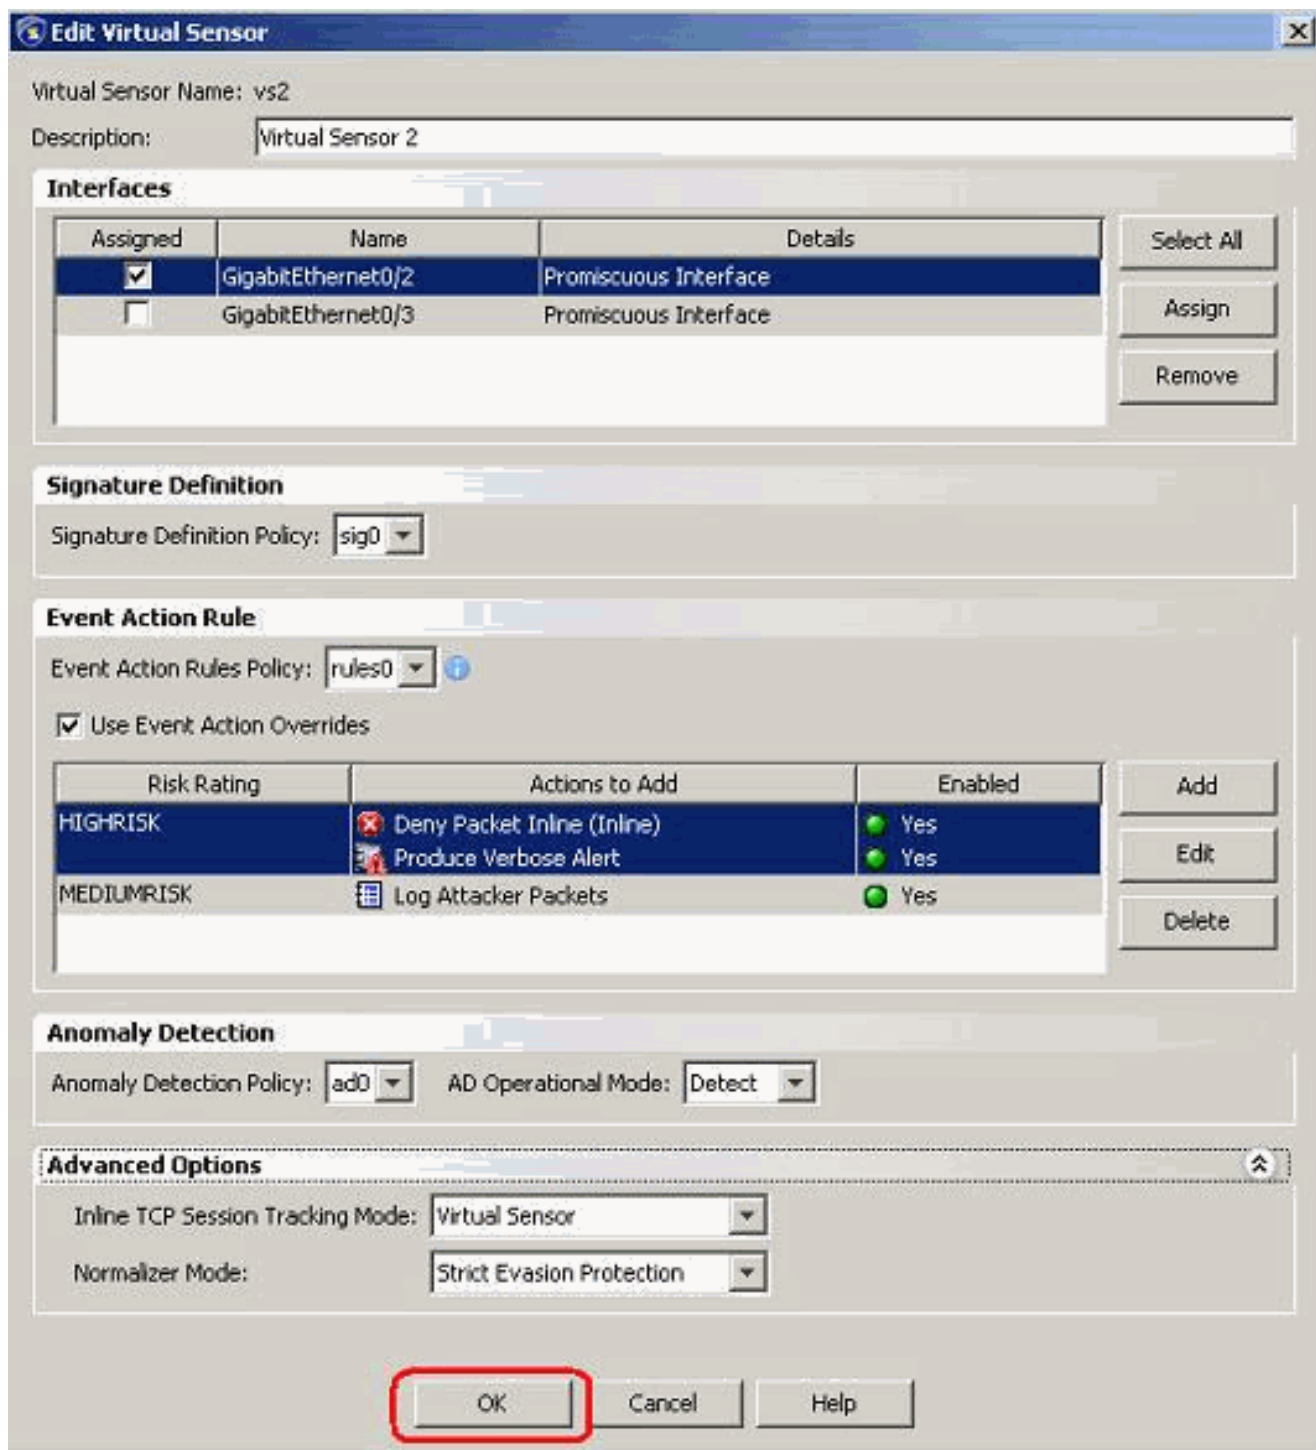 Edit Virtual Sensor
Virtual Sensor Name: vs2
Description: Virtual Sensor 2
Interfaces
Assigned Name Details
GigabitEthernet0/2 Promiscuous Interface
GigabitEthernet0/3 Promiscuous Interface
Select All
Assign
Remove
Signature Definition
Signature Definition Policy: sig0
Event Action Rule
Event Action Rules Policy: rules0
Use Event Action Overrides
Risk Rating Actions to Add Enabled
HIGHRISK Deny Packet Inline (Inline) Yes
Produce Verbose Alert Yes
MEDIUMRISK Log Attacker Packets Yes
Add
Edit
Delete
Anomaly Detection
Anomaly Detection Policy: ad0 AD Operational Mode: Detect
Advanced Options
Inline TCP Session Tracking Mode: Virtual Sensor
Normalizer Mode: Strict Evasion Protection
OK Cancel Help